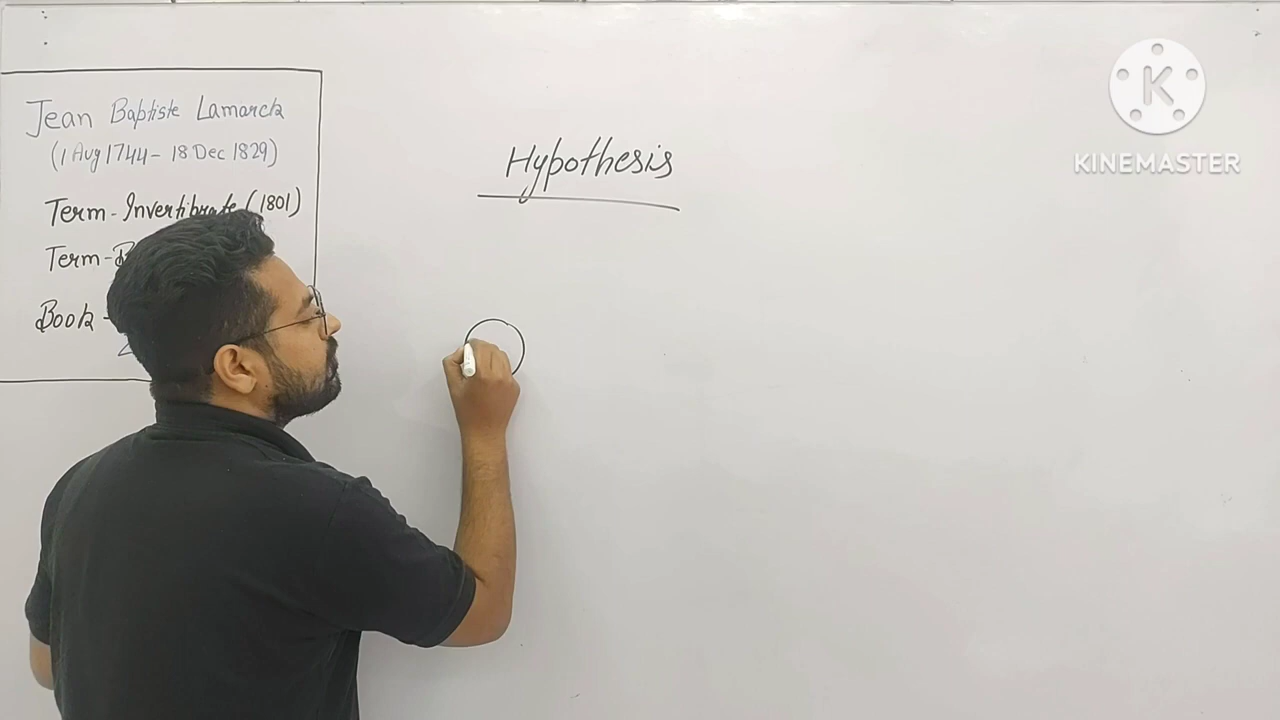 Jean Baptiste Lamarck
(1 Aug 1744 - 18 Dec 1829)
Term - Invertibrate (1801)
Term -
Book -
Hypothesis
K
KINEMASTER